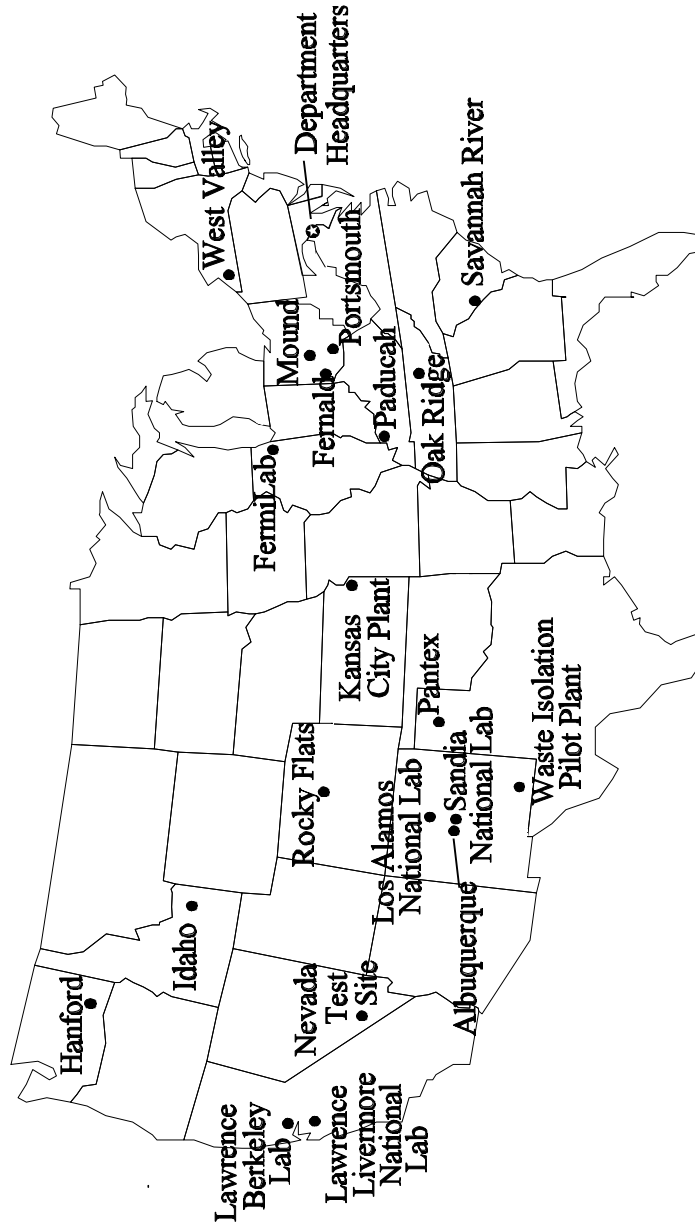 Hanford
Idaho
Lawrence
Berkeley
Lab
Lawrence
Livermore
National
Lab
Nevada
Test
Site
Rocky Flats
Los Alamos
National Lab
Albuquerque
Sandia
National Lab
Pantex
Waste Isolation
Pilot Plant
Kansas
City Plant
FermiLab
Mound
Fernald
Portsmouth
Paducah
Oak Ridge
West Valley
Department
Headquarters
Savannah River